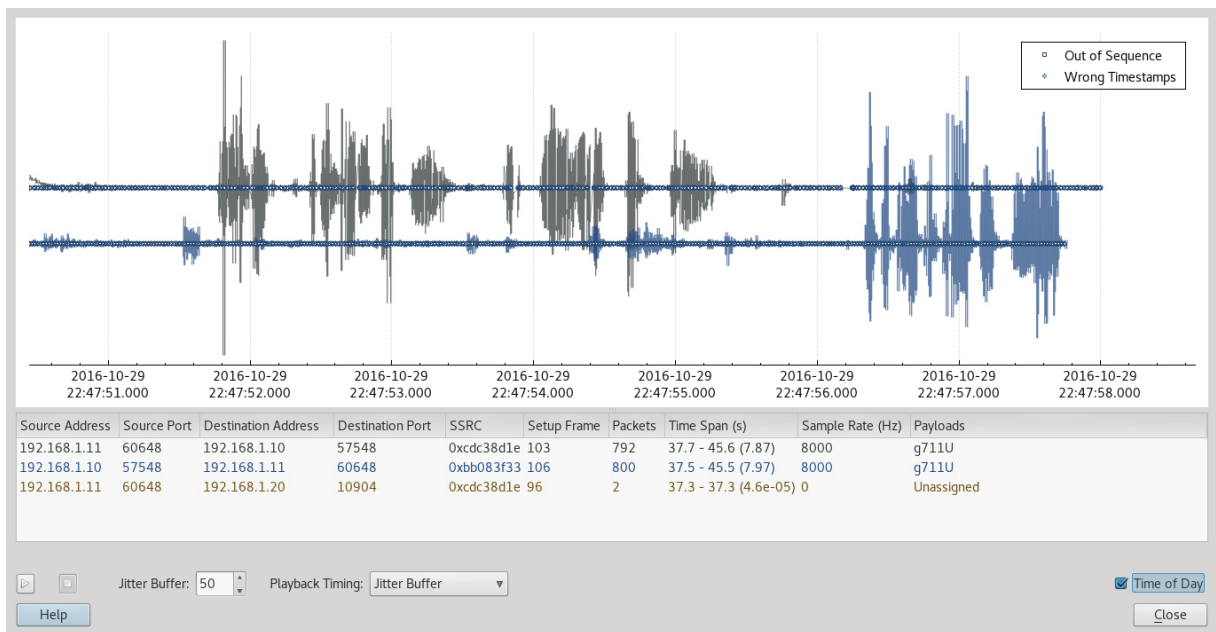 Out of Sequence
Wrong Timestamps
2016-10-29 2016-10-29 2016-10-29 2016-10-29 2016-10-29 2016-10-29 2016-10-29 2016-10-29
22:47:51.000 22:47:52.000 22:47:53.000 22:47:54.000 22:47:55.000 22:47:56.000 22:47:57.000 22:47:58.000
Source Address Source Port Destination Address Destination Port SSRC Setup Frame Packets Time Span (s) Sample Rate (Hz) Payloads
192.168.1.11 60648 192.168.1.10 57548 0xcdc38d1e 103 792 37.7 - 45.6 (7.87) 8000 g711U
192.168.1.10 57548 192.168.1.11 60648 0xbb083f33 106 800 37.5 - 45.5 (7.97) 8000 g711U
192.168.1.11 60648 192.168.1.20 10904 0xcdc38d1e 96 2 37.3 - 37.3 (4.6e-05) 0 Unassigned
Jitter Buffer: 50 Playback Timing: Jitter Buffer Time of Day
Help Close